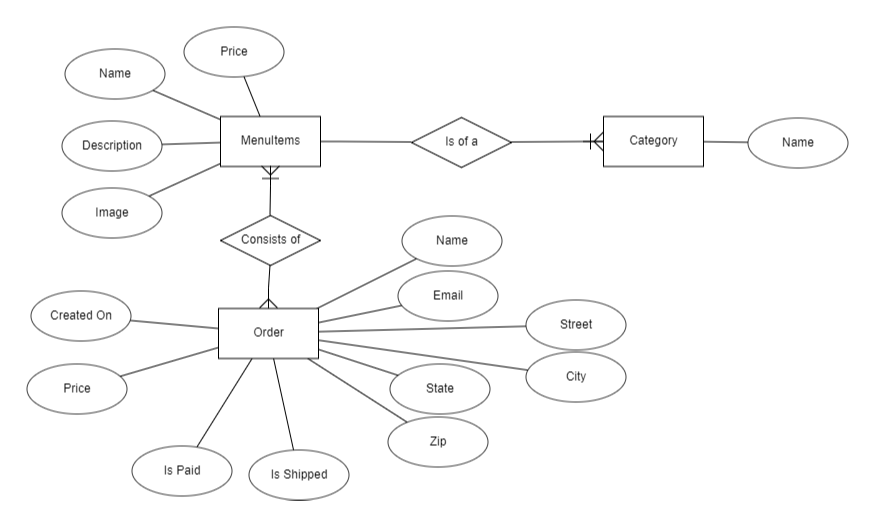 Price
Name
MenuItems
Is of a
Category
Name
Description
Image
Consists of
Name
Email
Created On
Order
Street
Price
State
City
Zip
Is Paid
Is Shipped